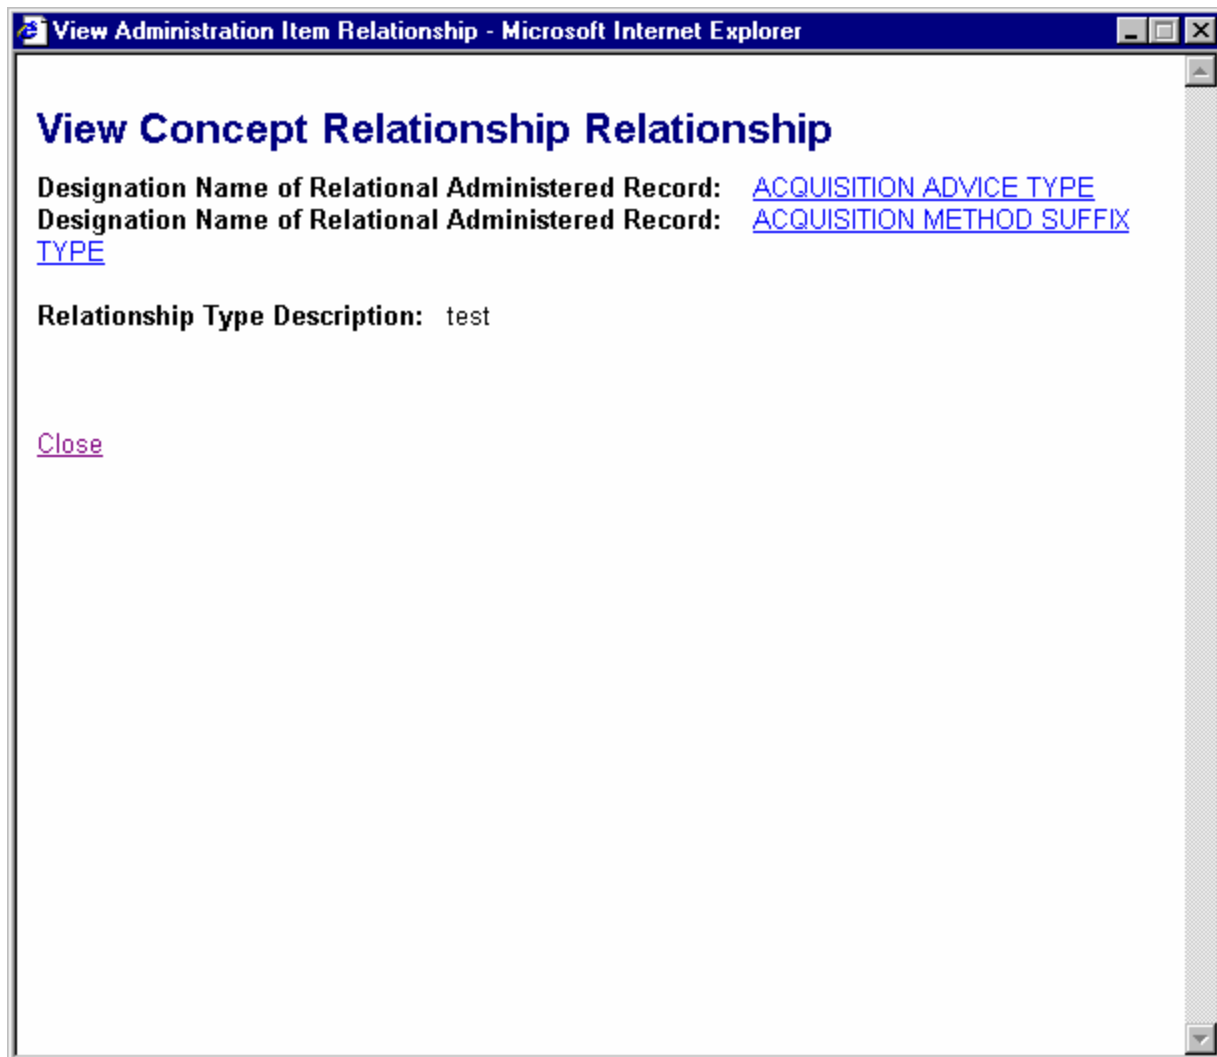 View Administration Item Relationship - Microsoft Internet Explorer
View Concept Relationship Relationship
Designation Name of Relational Administered Record: ACQUISITION ADVICE TYPE
Designation Name of Relational Administered Record: ACQUISITION METHOD SUFFIX
TYPE
Relationship Type Description: test
Close